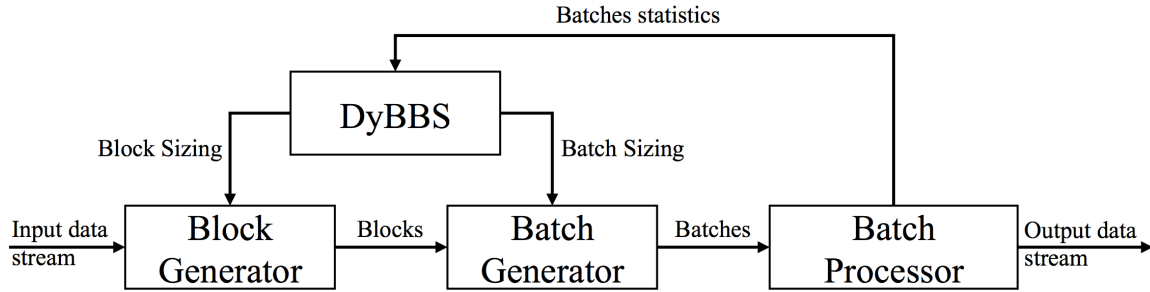 Batches statistics
DyBBS
Block Sizing
Batch Sizing
Input data
stream
Block
Generator
Blocks
Batch
Generator
Batches
Batch
Processor
Output data
stream